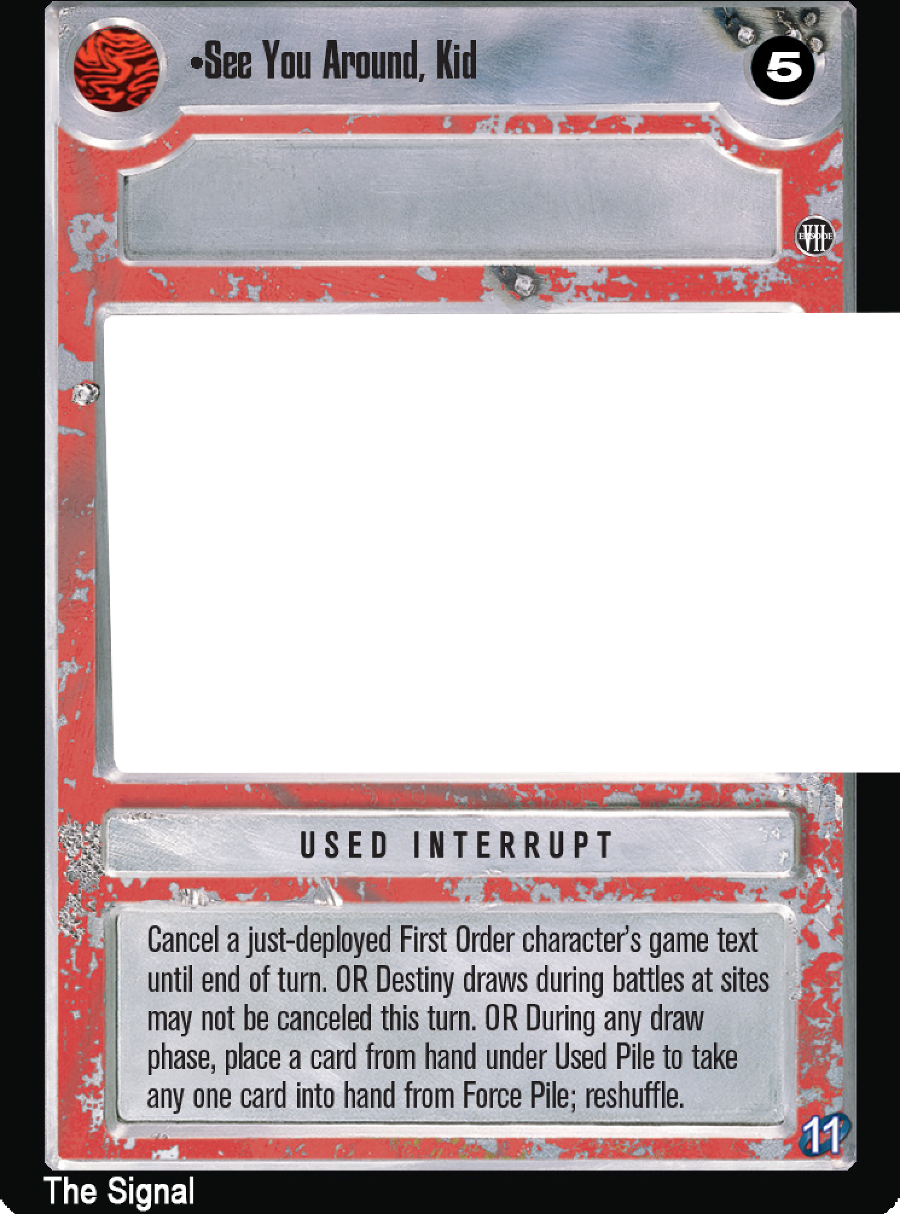 •See You Around, Kid
5
EPISODE
VII
USED INTERRUPT
Cancel a just-deployed First Order character’s game text
until end of turn. OR Destiny draws during battles at sites
may not be canceled this turn. OR During any draw
phase, place a card from hand under Used Pile to take
any one card into hand from Force Pile; reshuffle.
11
The Signal